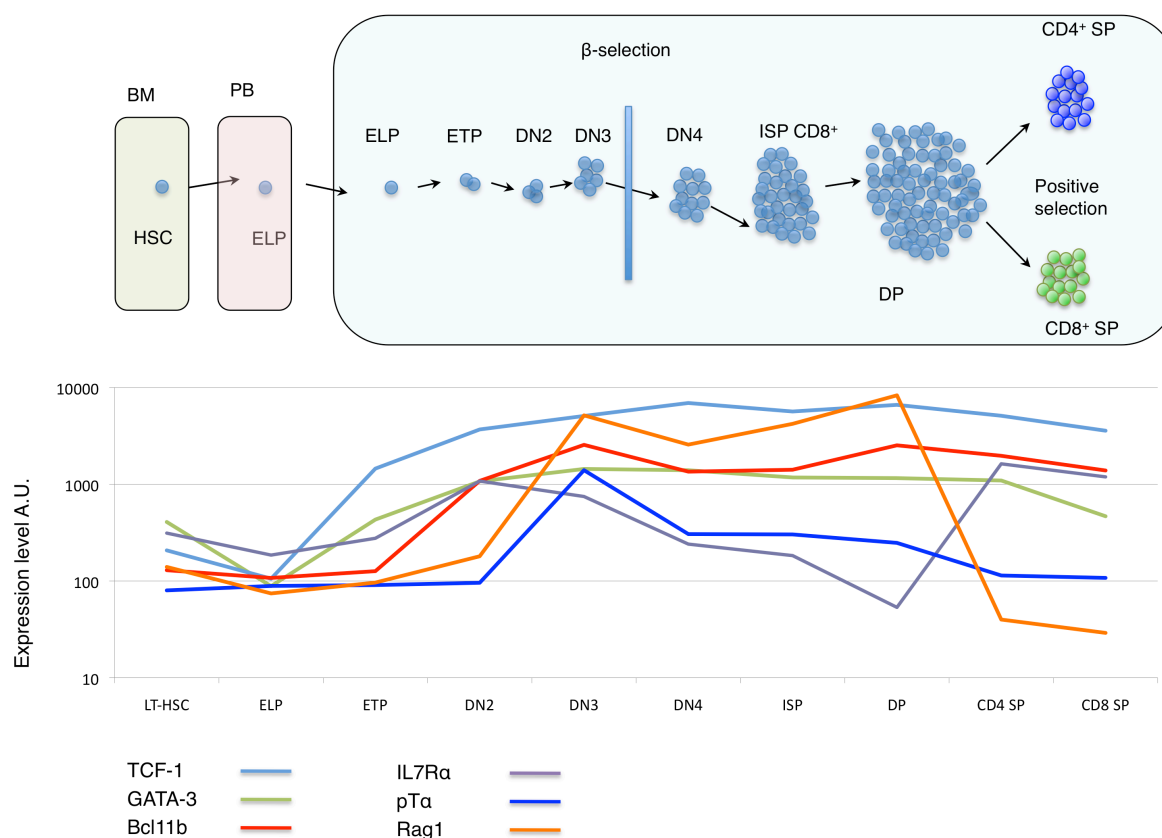 CD4⁺ SP
β-selection
BM
PB
ELP
ETP
DN2
DN3
DN4
ISP CD8⁺
HSC
ELP
Positive
selection
DP
CD8⁺ SP
10000
1000
100
10
Expression level A.U.
LT-HSC ELP ETP DN2 DN3 DN4 ISP DP CD4 SP CD8 SP
TCF-1
GATA-3
Bcl11b
IL7Rα
pTα
Rag1